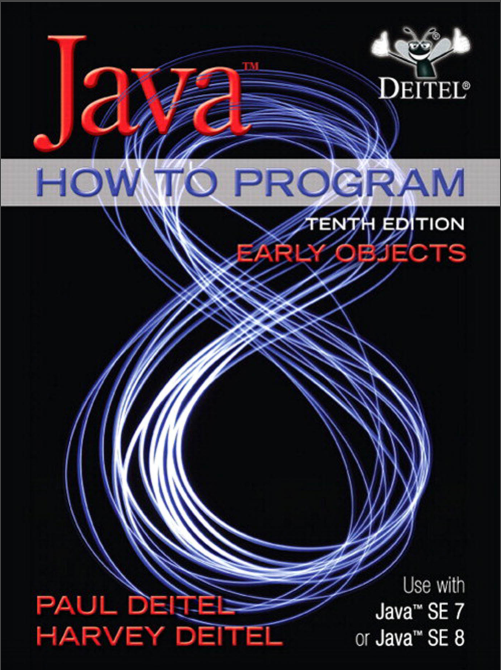 Java™
DEITEL®
HOW TO PROGRAM
TENTH EDITION
EARLY OBJECTS
Use with
Java™ SE 7
or Java™ SE 8
PAUL DEITEL
HARVEY DEITEL